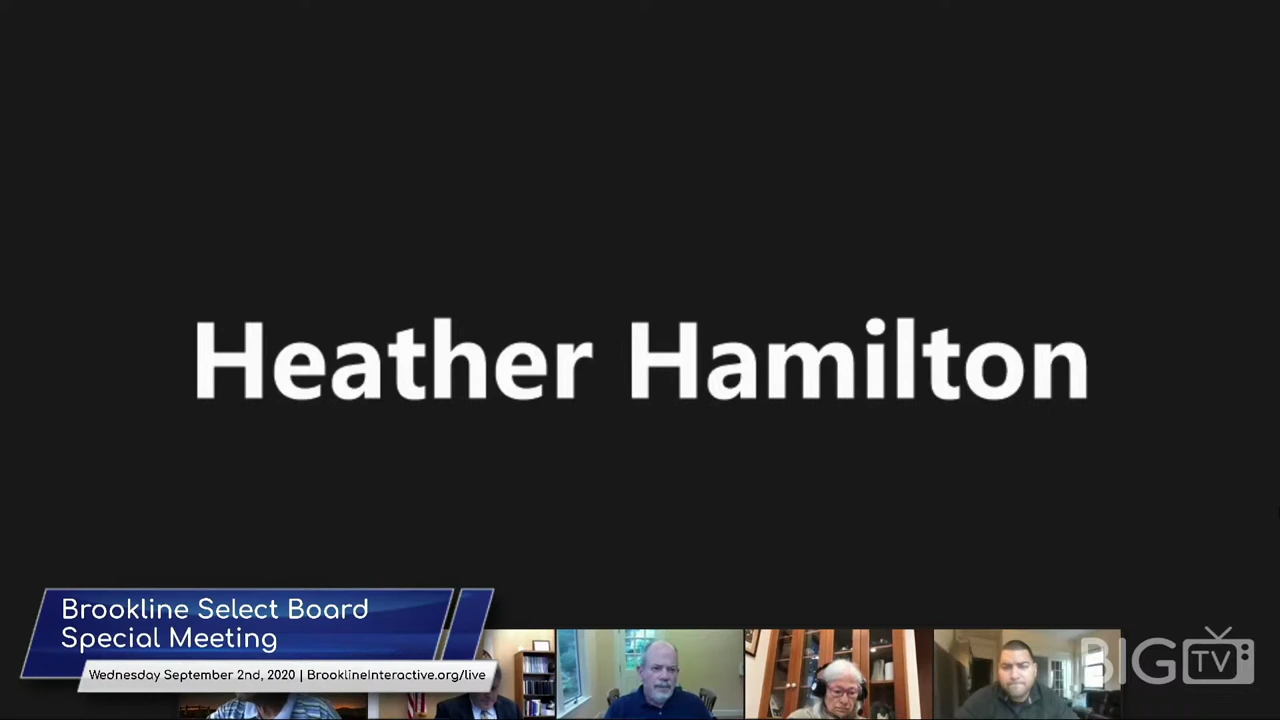 Heather Hamilton
Brookline Select Board
Special Meeting
Wednesday September 2nd, 2020 | BrooklineInteractive.org/live
BIG TV